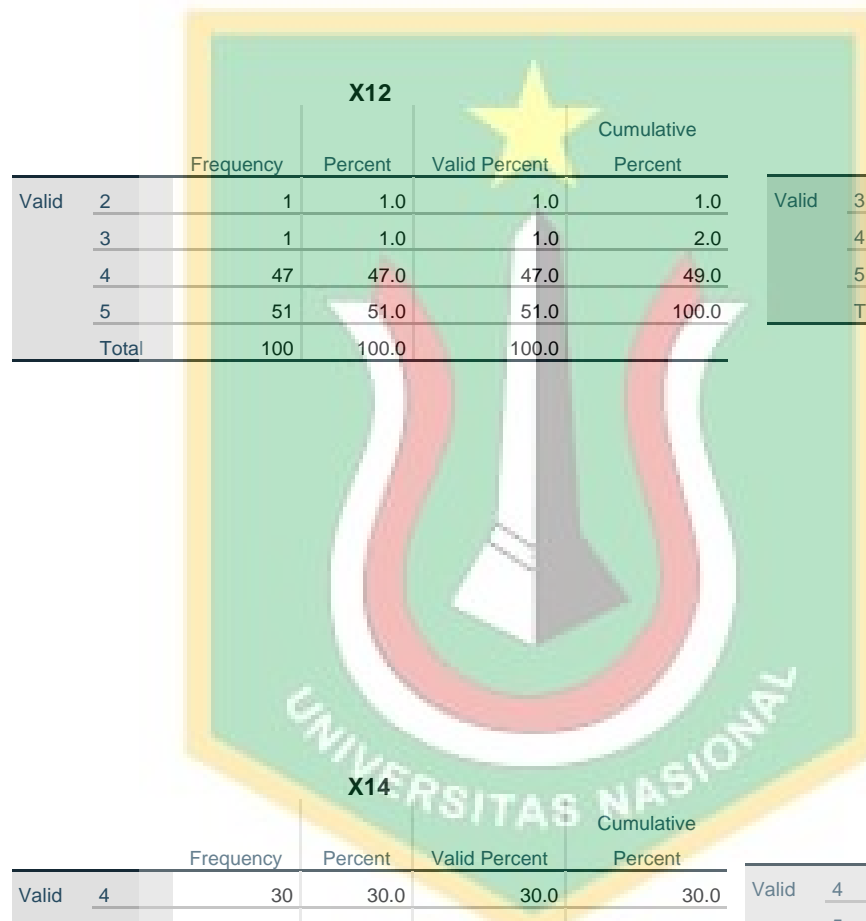 X12
Cumulative
Frequency Percent Valid Percent Percent
Valid 2 1 1.0 1.0 1.0
3 1 1.0 1.0 2.0
4 47 47.0 47.0 49.0
5 51 51.0 51.0 100.0
Total 100 100.0 100.0
Valid 3
4
5
T
UNIVERSITAS NASIONAL
X14
Cumulative
Frequency Percent Valid Percent Percent
Valid 4 30 30.0 30.0 30.0
Valid 4